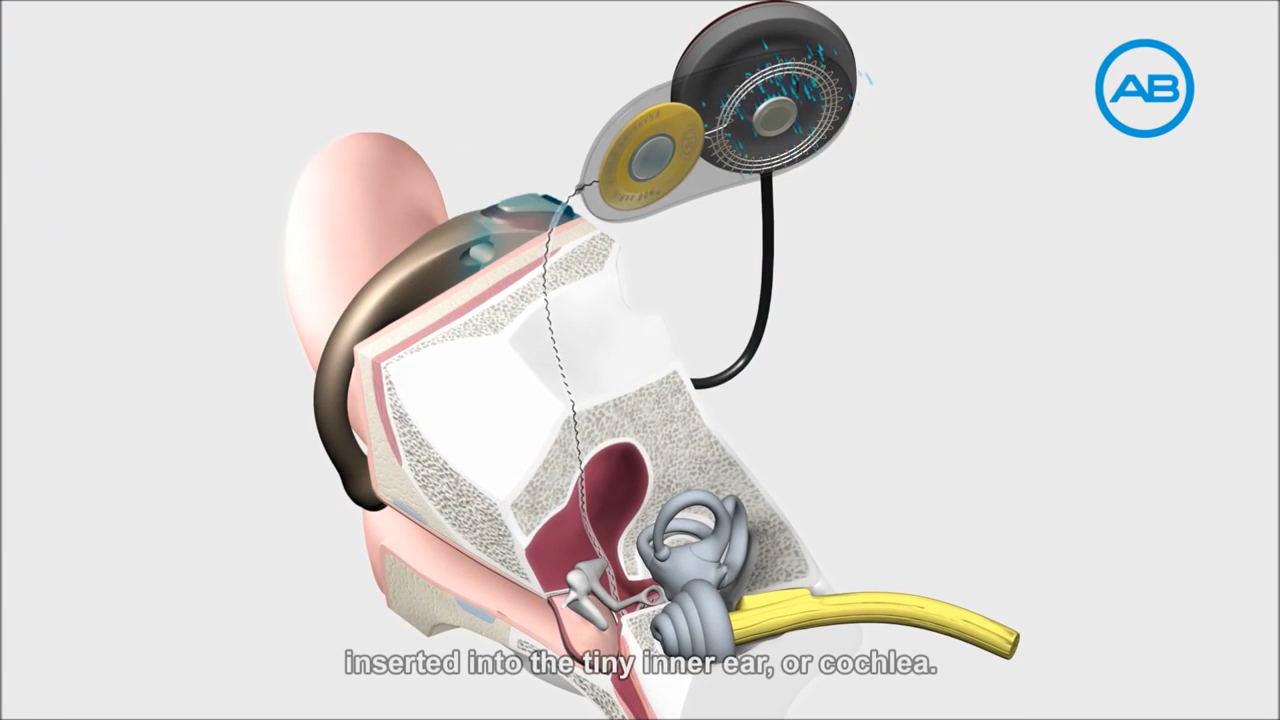 AB
inserted into the tiny inner ear, or cochlea.